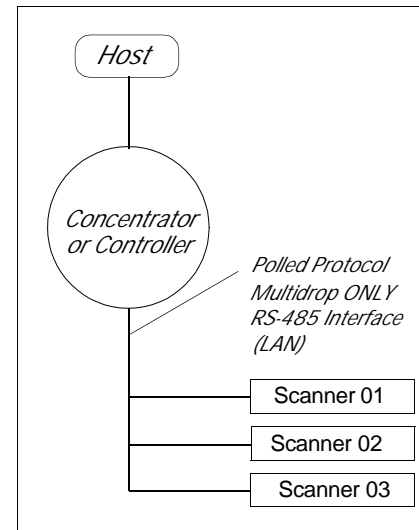 Host
Concentrator
or Controller
Polled Protocol
Multidrop ONLY
RS-485 Interface
(LAN)
Scanner 01
Scanner 02
Scanner 03